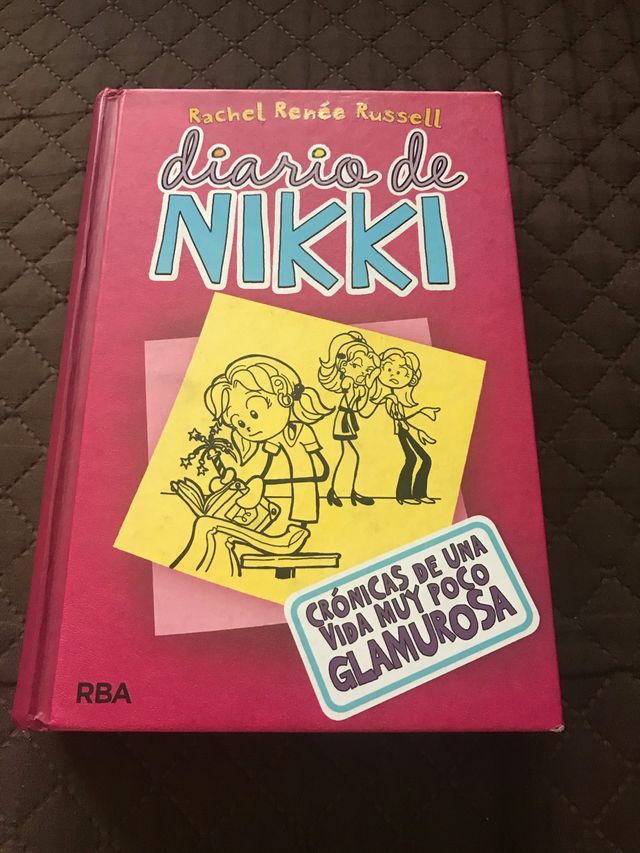 Rachel Renée Russell
diario de
NIKKI
CRÓNICAS DE UNA
VIDA MUY POCO
GLAMUROSA
RBA